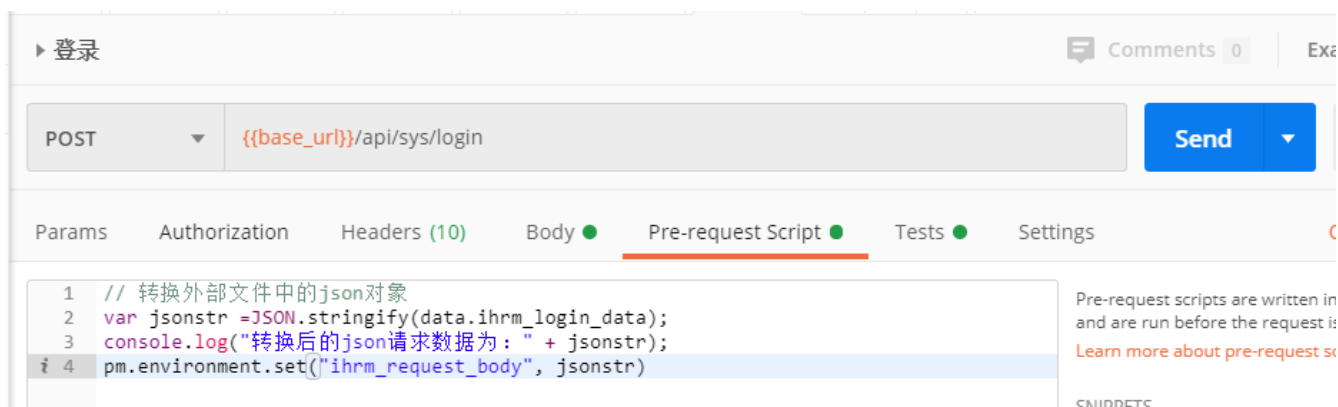 登录
Comments 0
POST
{{base_url}}/api/sys/login
Send
Params Authorization Headers (10) Body Pre-request Script Tests Settings
1 // 转换外部文件中的json对象
2 var jsonstr =JSON.stringify(data.ihrm_login_data);
3 console.log("转换后的json请求数据为：" + jsonstr);
i 4 pm.environment.set("ihrm_request_body", jsonstr)
Pre-request scripts are written in
and are run before the request is
Learn more about pre-request
SNIPPETS